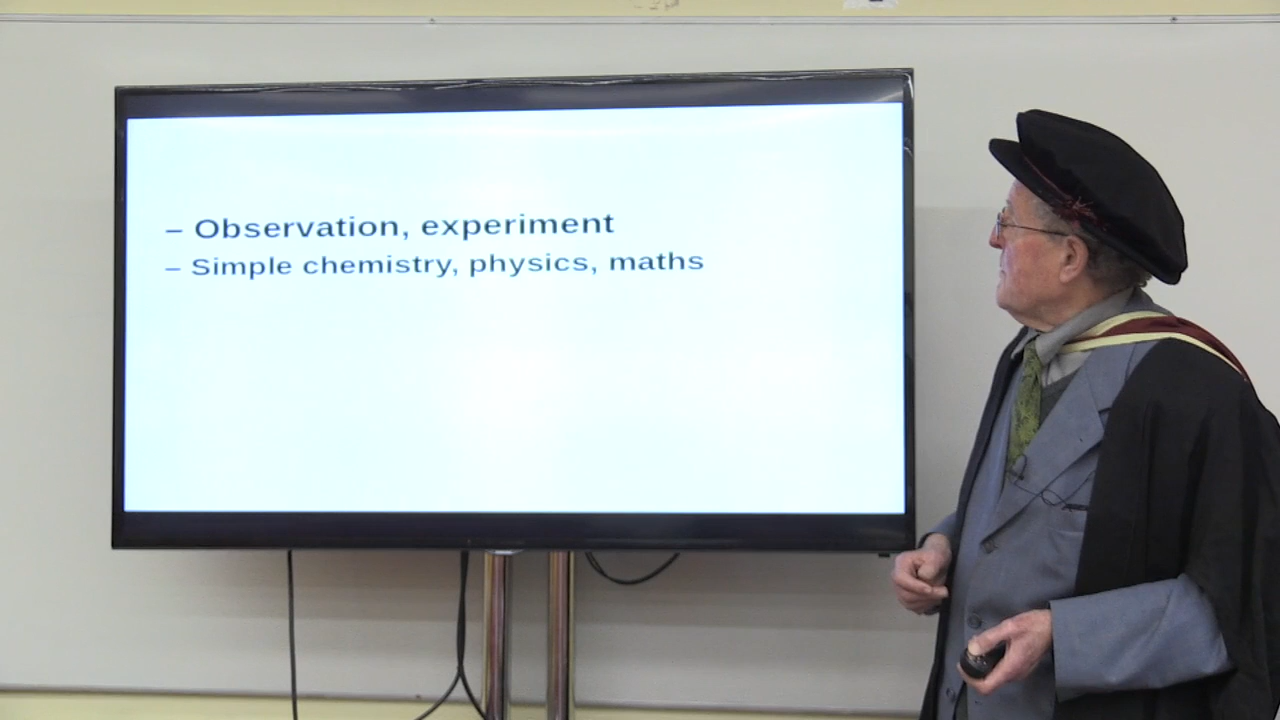 – Observation, experiment
– Simple chemistry, physics, maths